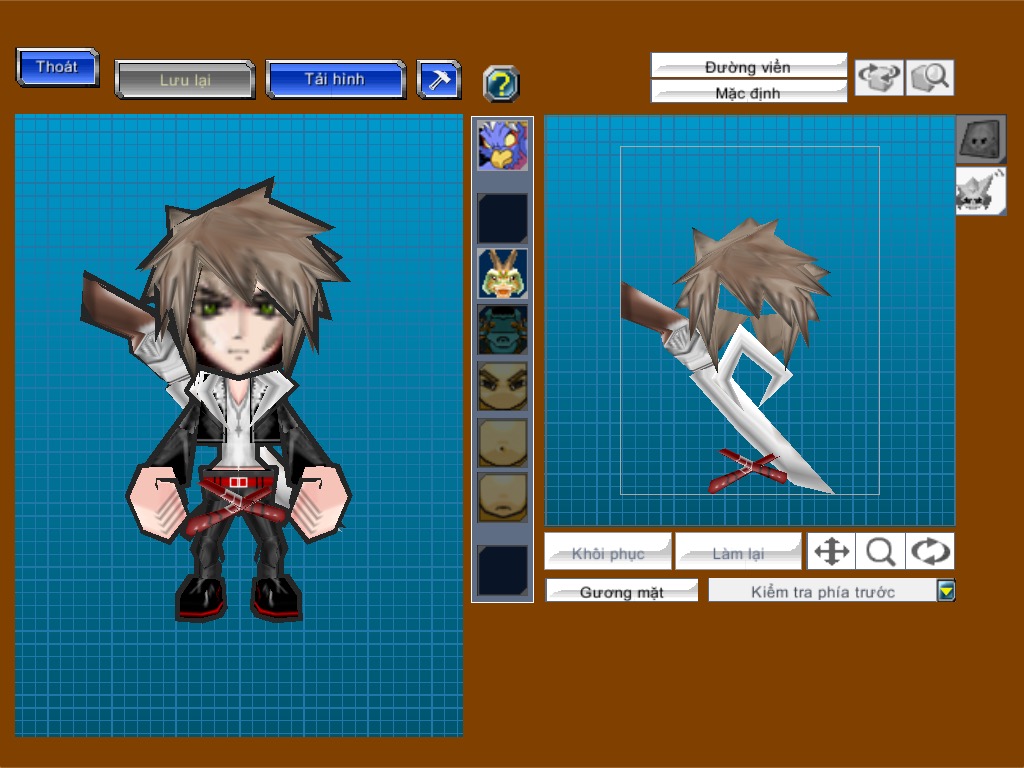 Thoát
Lưu lại
Tải hình
?
Đường viền
Mặc định
Khôi phục
Làm lại
Gương mặt
Kiểm tra phía trước